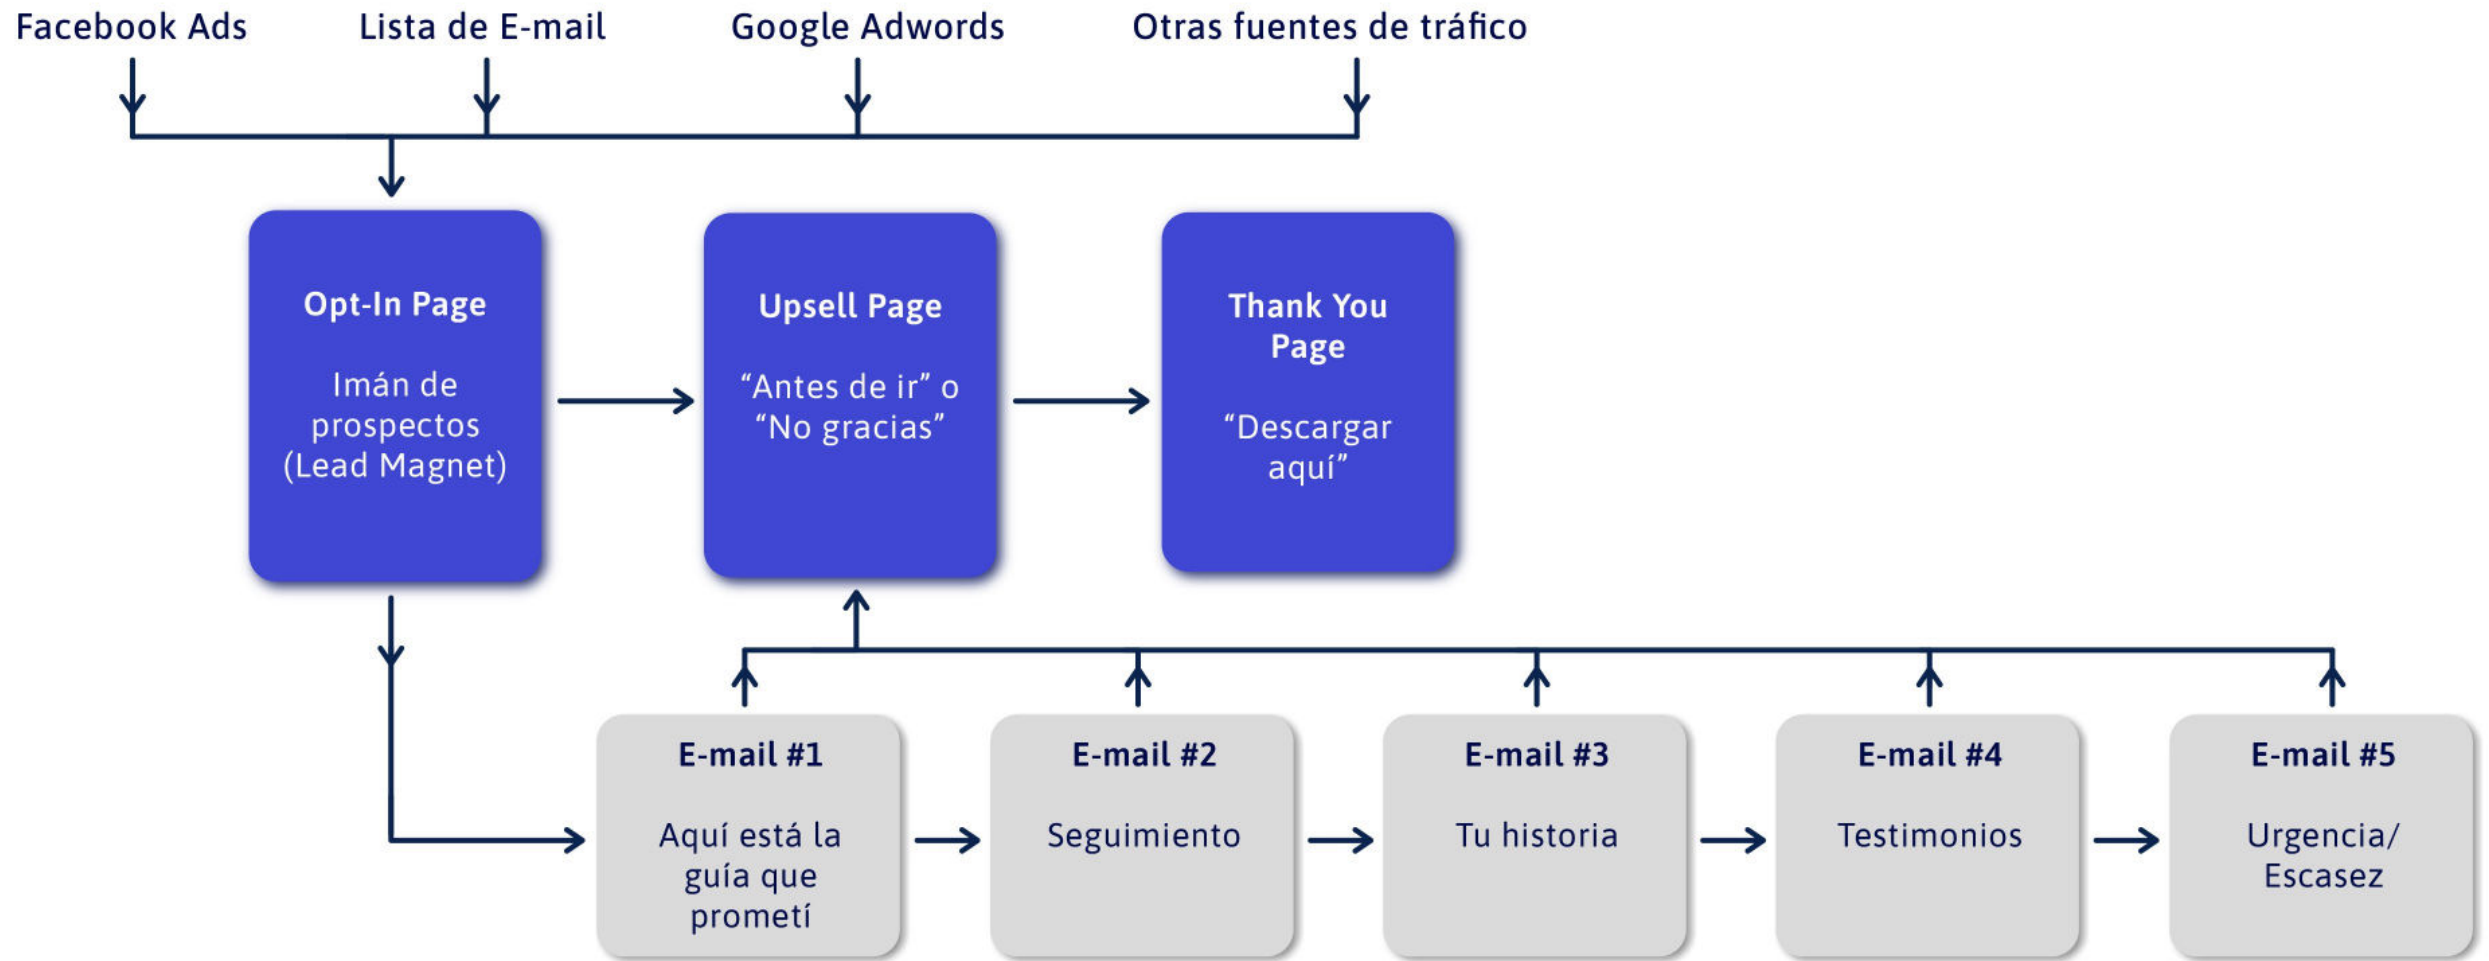 Facebook Ads
Lista de E-mail
Google Adwords
Otras fuentes de tráfico
Opt-In Page
Imán de
prospectos
(Lead Magnet)
Upsell Page
“Antes de ir” o
“No gracias”
Thank You
Page
“Descargar
aquí”
E-mail #1
Aquí está la
guía que
prometí
E-mail #2
Seguimiento
E-mail #3
Tu historia
E-mail #4
Testimonios
E-mail #5
Urgencia/
Escasez